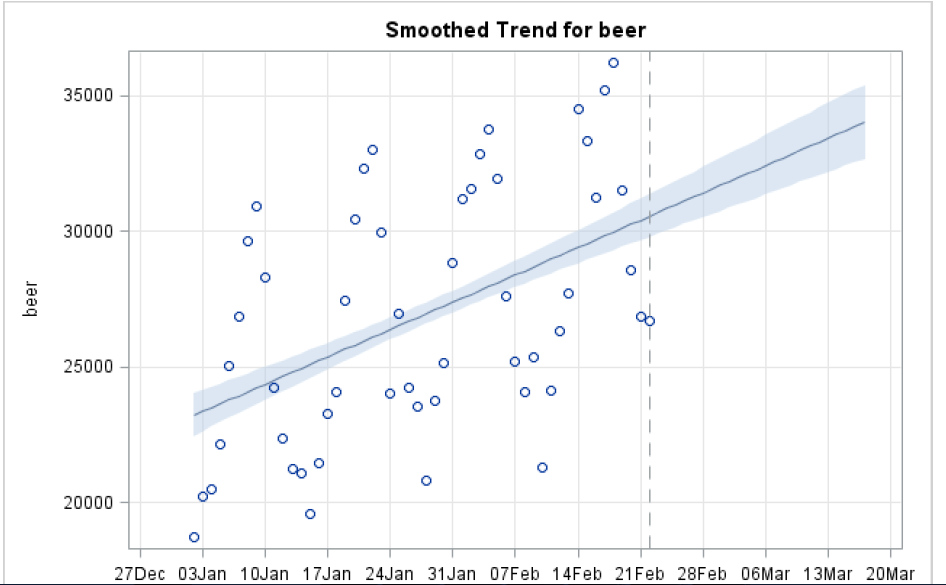 Smoothed Trend for beer
35000
30000
beer
25000
20000
27Dec 03Jan 10Jan 17Jan 24Jan 31Jan 07Feb 14Feb 21Feb 28Feb 06Mar 13Mar 20Mar